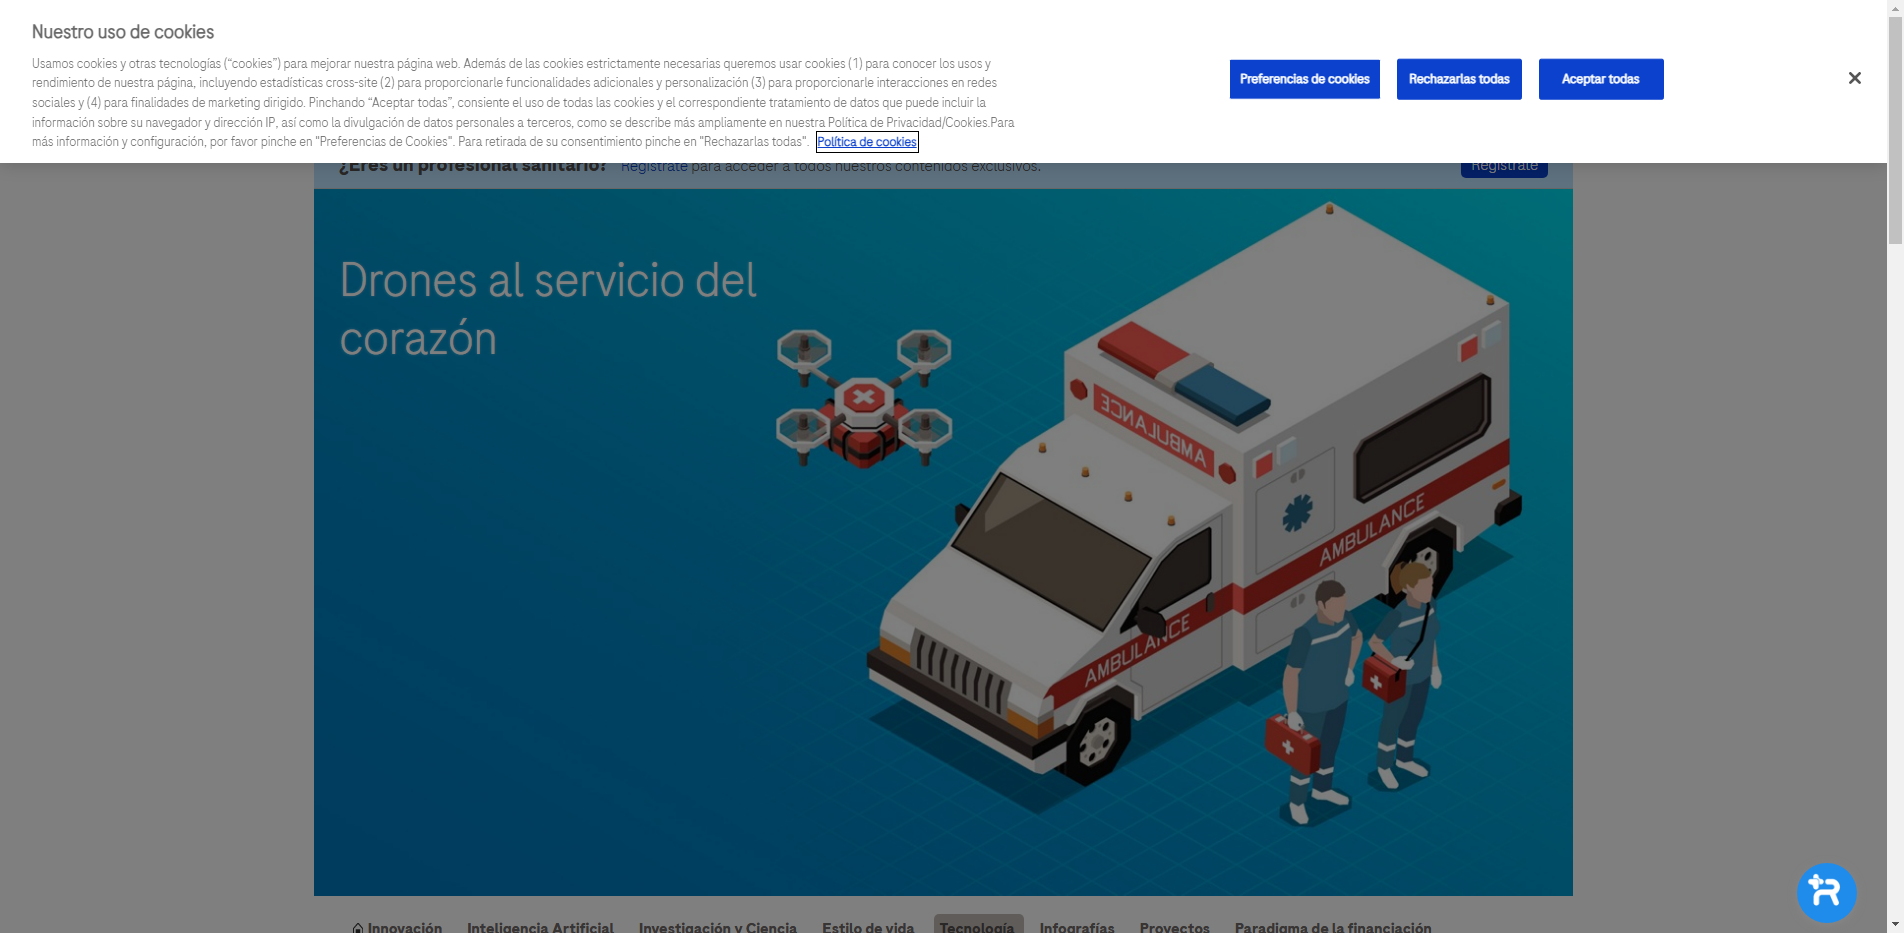 Nuestro uso de cookies
Usamos cookies y otras tecnologías (“cookies”) para mejorar nuestra página web. Además de las cookies estrictamente necesarias queremos usar cookies (1) para conocer los usos y
rendimiento de nuestra página, incluyendo estadísticas cross-site (2) para proporcionarle funcionalidades adicionales y personalización (3) para proporcionarle interacciones en redes
sociales y (4) para finalidades de marketing dirigido. Pinchando “Aceptar todas”, consiente el uso de todas las cookies y el correspondiente tratamiento de datos que puede incluir la
información sobre su navegador y dirección IP, así como la divulgación de datos personales a terceros, como se describe más ampliamente en nuestra Política de Privacidad/Cookies.Para
más información y configuración, por favor pinche en "Preferencias de Cookies". Para retirada de su consentimiento pinche en "Rechazarlas todas". Política de cookies
Preferencias de cookies
Rechazarlas todas
Aceptar todas
¿Eres un profesional sanitario? Regístrate para acceder a todos nuestros contenidos exclusivos.
Regístrate
Drones al servicio del
corazón
AMBULANCE
AMBULANCE
AMBULANCE
Innovación
Inteligencia Artificial
Investigación y Ciencia
Estilo de vida
Tecnología
Infografías
Proyectos
Paradigma de la financiación